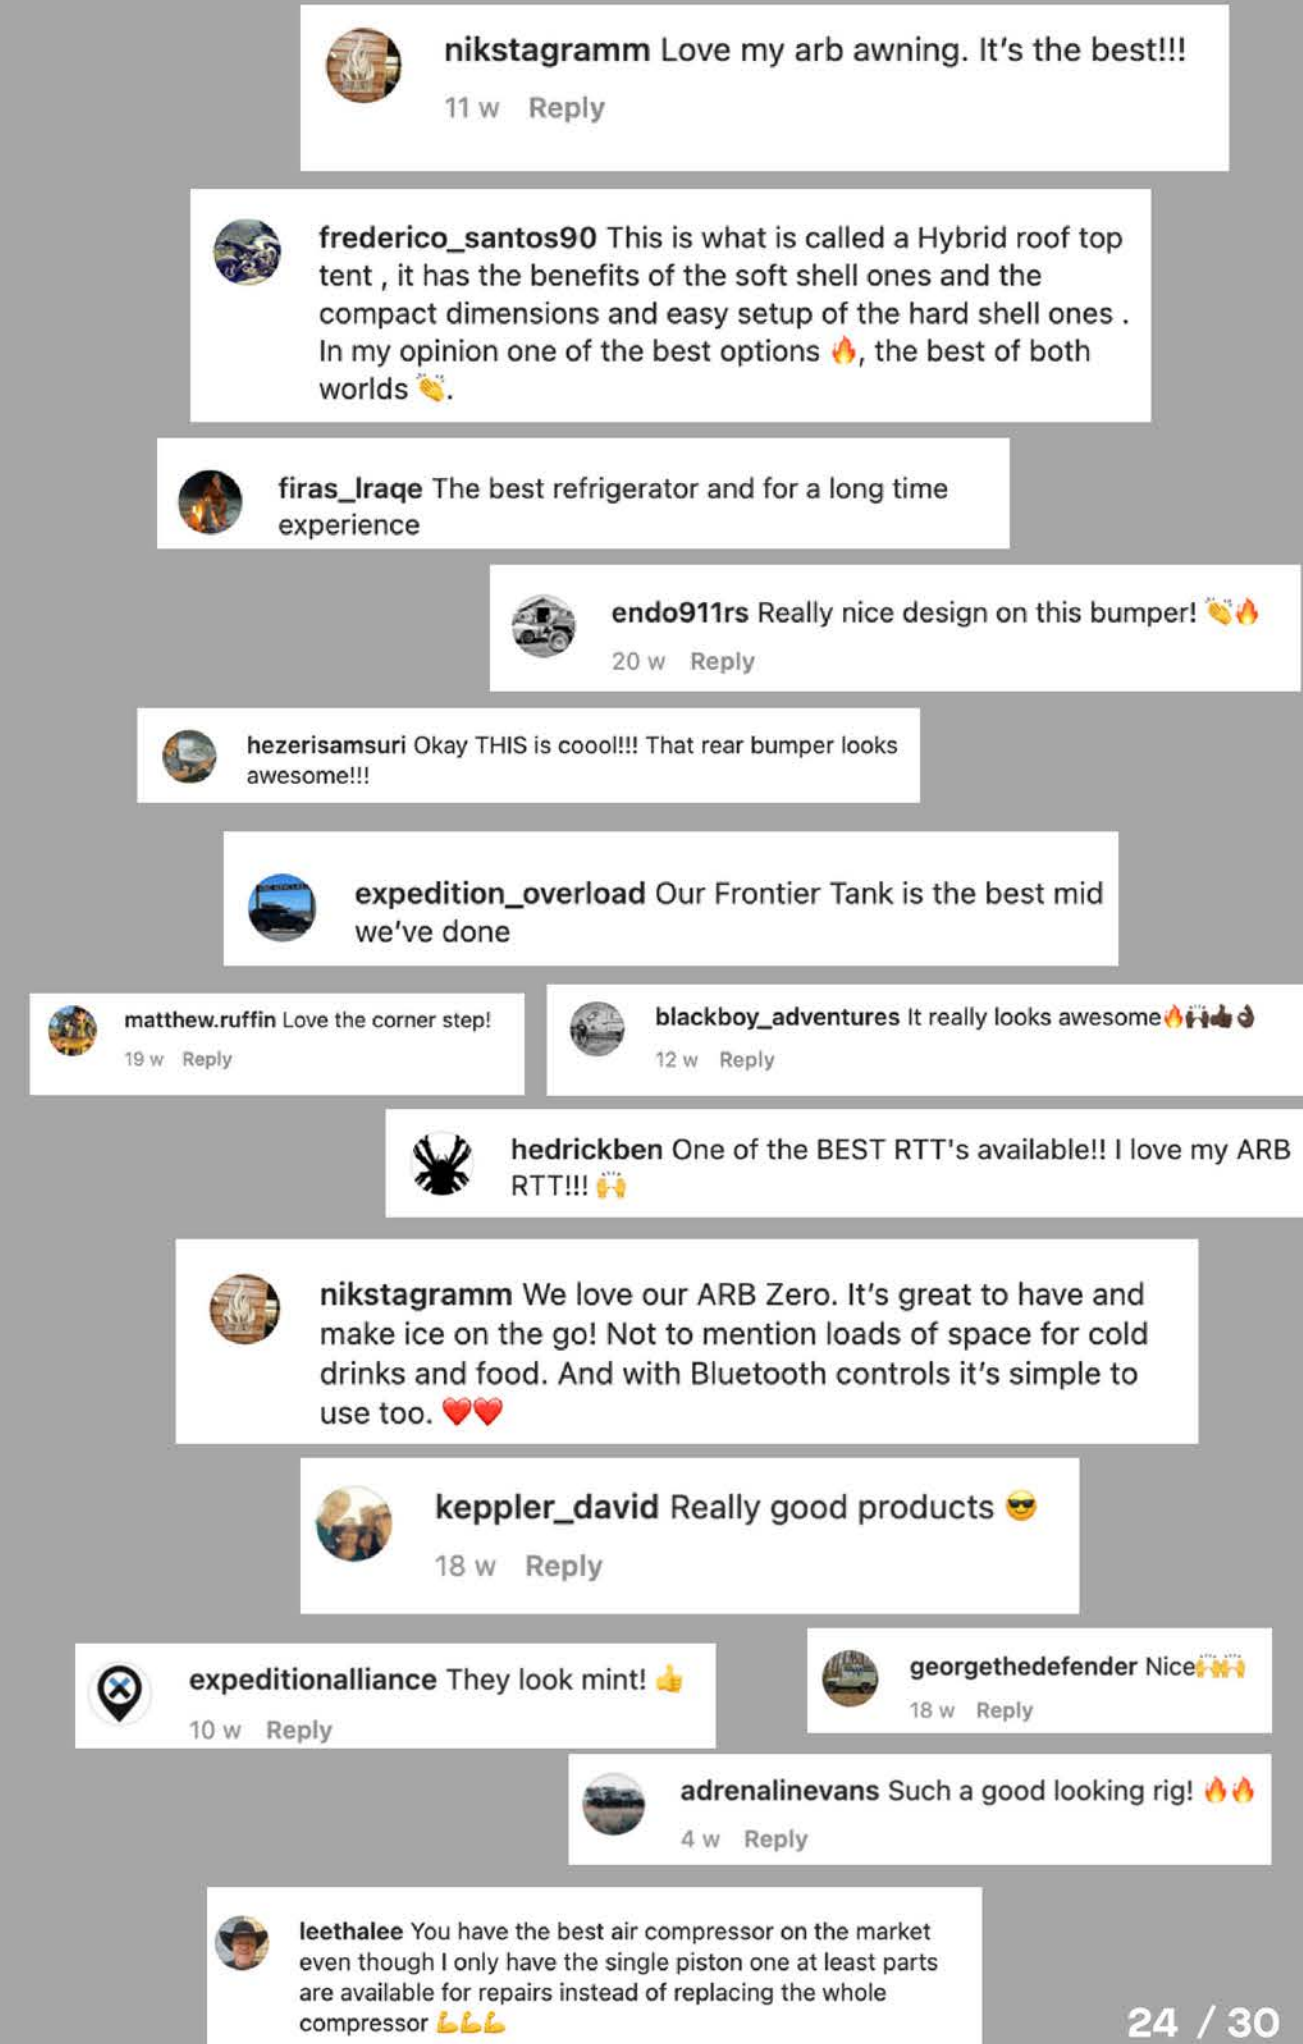 nikstagramm Love my arb awning. It's the best!!!
11 w Reply
frederico_santos90 This is what is called a Hybrid roof top
tent , it has the benefits of the soft shell ones and the
compact dimensions and easy setup of the hard shell ones .
In my opinion one of the best options 🔥, the best of both
worlds 👏.
firas_Iraqe The best refrigerator and for a long time
experience
endo911rs Really nice design on this bumper! 👏🔥
20 w Reply
hezerisamsuri Okay THIS is coool!!! That rear bumper looks
awesome!!!
expedition_overload Our Frontier Tank is the best mid
we've done
matthew.ruffin Love the corner step!
19 w Reply
blackboy_adventures It really looks awesome🔥🙌🏿👍🏿👌🏿
12 w Reply
hedrickben One of the BEST RTT's available!! I love my ARB
RTT!!! 🙌
nikstagramm We love our ARB Zero. It's great to have and
make ice on the go! Not to mention loads of space for cold
drinks and food. And with Bluetooth controls it's simple to
use too. ❤️❤️
keppler_david Really good products 😎
18 w Reply
expeditionalliance They look mint! 👍
10 w Reply
georgethedefender Nice🙌🙌
18 w Reply
adrenalinevans Such a good looking rig! 🔥🔥
4 w Reply
leethalee You have the best air compressor on the market
even though I only have the single piston one at least parts
are available for repairs instead of replacing the whole
compressor 💪💪💪
24 / 30